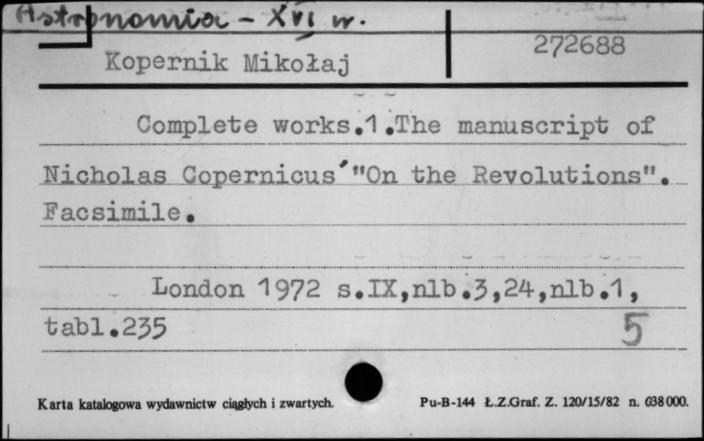 Astronomia - XVI w.
Kopernik Mikołaj
272688
Complete works.1.The manuscript of
Nicholas Copernicus´"On the Revolutions".
Facsimile.
London 1972 s.IX,nlb.3,24,nlb.1,
tabl.235
5
Karta katalogowa wydawnictw ciągłych i zwartych.
Pu-B-144 Ł.Z.Graf. Z. 120/15/82 n. 038000.